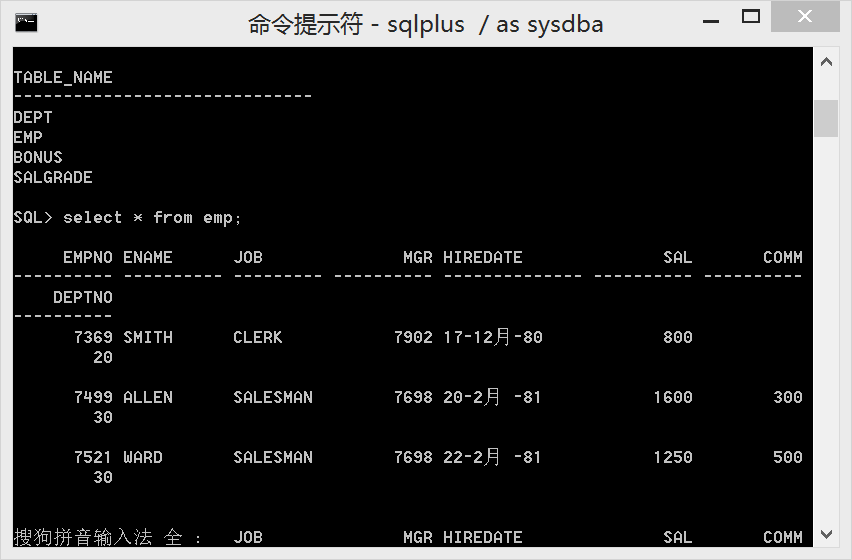 命令提示符 - sqlplus / as sysdba
TABLE_NAME
------------------------------
DEPT
EMP
BONUS
SALGRADE
SQL> select * from emp;
     EMPNO ENAME      JOB              MGR HIREDATE              SAL       COMM
---------- ---------- --------- ---------- -------------- ---------- ----------
    DEPTNO
----------
      7369 SMITH      CLERK           7902 17-12月-80            800
        20
      7499 ALLEN      SALESMAN        7698 20-2月 -81           1600        300
        30
      7521 WARD       SALESMAN        7698 22-2月 -81           1250        500
        30
搜狗拼音输入法 全 :   JOB              MGR HIREDATE              SAL       COMM